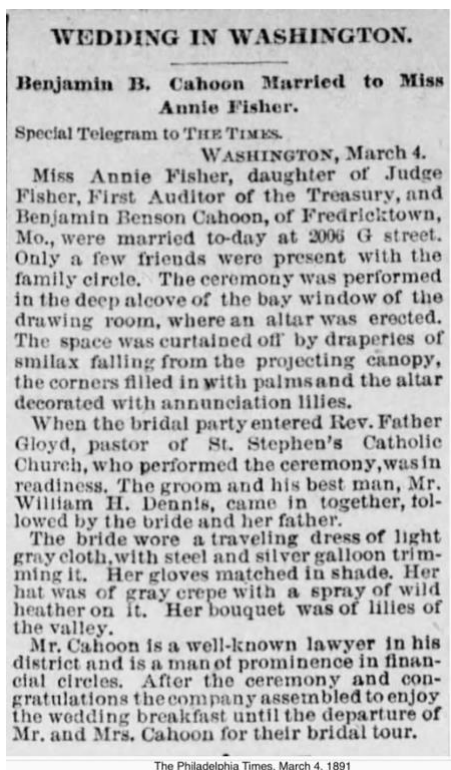 WEDDING IN WASHINGTON.
Benjamin B. Cahoon Married to Miss
Annie Fisher.
Special Telegram to THE TIMES.
WASHINGTON, March 4.
Miss Annie Fisher, daughter of Judge
Fisher, First Auditor of the Treasury, and
Benjamin Benson Cahoon, of Fredricktown,
Mo., were married to-day at 2006 G street.
Only a few friends were present with the
family circle. The ceremony was performed
in the deep alcove of the bay window of the
drawing room, where an altar was erected.
The space was curtained off by draperies of
smilax falling from the projecting canopy,
the corners filled in with palms and the altar
decorated with annunciation lilies.
When the bridal party entered Rev. Father
Gloyd, pastor of St. Stephen's Catholic
Church, who performed the ceremony, was in
readiness. The groom and his best man, Mr.
William H. Dennis, came in together, fol-
lowed by the bride and her father.
The bride wore a traveling dress of light
gray cloth, with steel and silver galloon trim-
ming it. Her gloves matched in shade. Her
hat was of gray crepe with a spray of wild
heather on it. Her bouquet was of lilies of
the valley.
Mr. Cahoon is a well-known lawyer in his
district and is a man of prominence in finan-
cial circles. After the ceremony and con-
gratulations the company assembled to enjoy
the wedding breakfast until the departure of
Mr. and Mrs. Cahoon for their bridal tour.
The Philadelphia Times, March 4, 1891